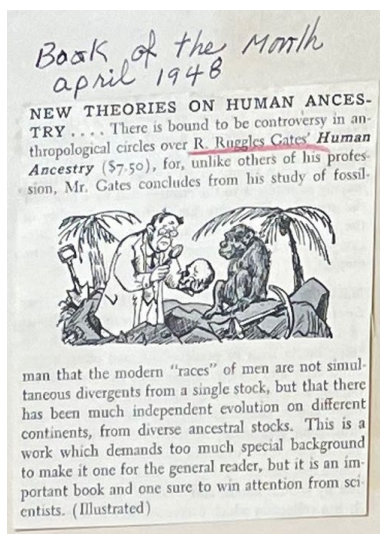 Book of the Month
april 1948
NEW THEORIES ON HUMAN ANCES-
TRY .... There is bound to be controversy in an-
thropological circles over R. Ruggles Gates' Human
Ancestry ($7.50), for, unlike others of his profes-
sion, Mr. Gates concludes from his study of fossil-
man that the modern "races" of men are not simul-
taneous divergents from a single stock, but that there
has been much independent evolution on different
continents, from diverse ancestral stocks. This is a
work which demands too much special background
to make it one for the general reader, but it is an im-
portant book and one sure to win attention from sci-
entists. (Illustrated)